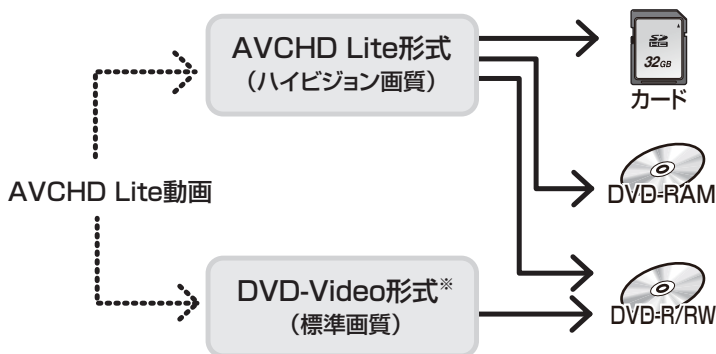 AVCHD Lite形式
（ハイビジョン画質）
SD
HC
32GB
カード
AVCHD Lite動画
DVD-RAM
DVD-Video形式※
（標準画質）
DVD-R/RW